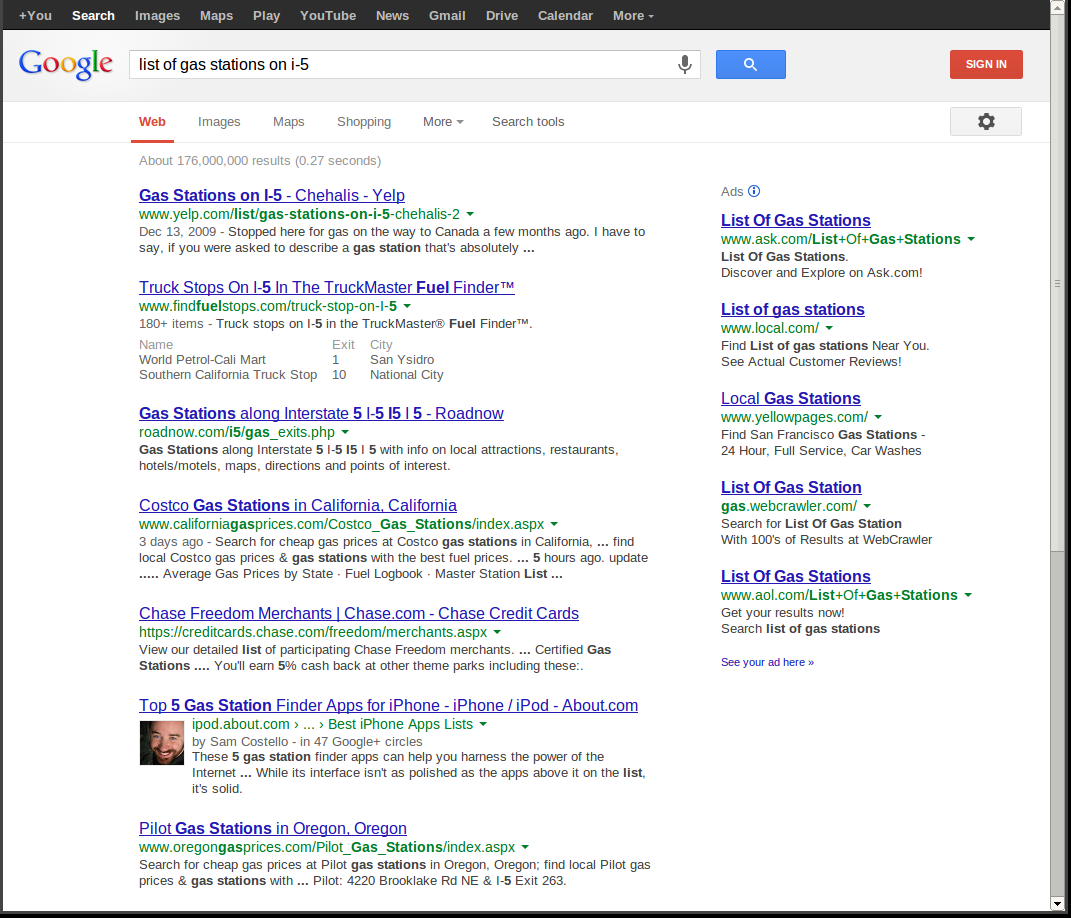 +You Search Images Maps Play YouTube News Gmail Drive Calendar More
Google
list of gas stations on i-5
SIGN IN
Web Images Maps Shopping More Search tools
About 176,000,000 results (0.27 seconds)
Gas Stations on I-5 - Chehalis - Yelp
www.yelp.com/list/gas-stations-on-i-5-chehalis-2
Dec 13, 2009 - Stopped here for gas on the way to Canada a few months ago. I have to
say, if you were asked to describe a gas station that's absolutely ...
Truck Stops On I-5 In The TruckMaster Fuel Finder™
www.findfuelstops.com/truck-stop-on-I-5
180+ items - Truck stops on I-5 in the TruckMaster® Fuel Finder™.
Name Exit City
World Petrol-Cali Mart 1 San Ysidro
Southern California Truck Stop 10 National City
Gas Stations along Interstate 5 I-5 I5 I 5 - Roadnow
roadnow.com/i5/gas_exits.php
Gas Stations along Interstate 5 I-5 I5 I 5 with info on local attractions, restaurants,
hotels/motels, maps, directions and points of interest.
Costco Gas Stations in California, California
www.californiagasprices.com/Costco_Gas_Stations/index.aspx
3 days ago - Search for cheap gas prices at Costco gas stations in California, ... find
local Costco gas prices & gas stations with the best fuel prices. ... 5 hours ago. update
..... Average Gas Prices by State · Fuel Logbook · Master Station List ...
Chase Freedom Merchants | Chase.com - Chase Credit Cards
https://creditcards.chase.com/freedom/merchants.aspx
View our detailed list of participating Chase Freedom merchants. ... Certified Gas
Stations .... You'll earn 5% cash back at other theme parks including these:.
Top 5 Gas Station Finder Apps for iPhone - iPhone / iPod - About.com
ipod.about.com › ... › Best iPhone Apps Lists
by Sam Costello - in 47 Google+ circles
These 5 gas station finder apps can help you harness the power of the
Internet ... While its interface isn't as polished as the apps above it on the list,
it's solid.
Pilot Gas Stations in Oregon, Oregon
www.oregongasprices.com/Pilot_Gas_Stations/index.aspx
Search for cheap gas prices at Pilot gas stations in Oregon, Oregon; find local Pilot gas
prices & gas stations with ... Pilot: 4220 Brooklake Rd NE & I-5 Exit 263.
Ads
List Of Gas Stations
www.ask.com/List+Of+Gas+Stations
List Of Gas Stations.
Discover and Explore on Ask.com!
List of gas stations
www.local.com/
Find List of gas stations Near You.
See Actual Customer Reviews!
Local Gas Stations
www.yellowpages.com/
Find San Francisco Gas Stations -
24 Hour, Full Service, Car Washes
List Of Gas Station
gas.webcrawler.com/
Search for List Of Gas Station
With 100's of Results at WebCrawler
List Of Gas Stations
www.aol.com/List+Of+Gas+Stations
Get your results now!
Search list of gas stations
See your ad here »